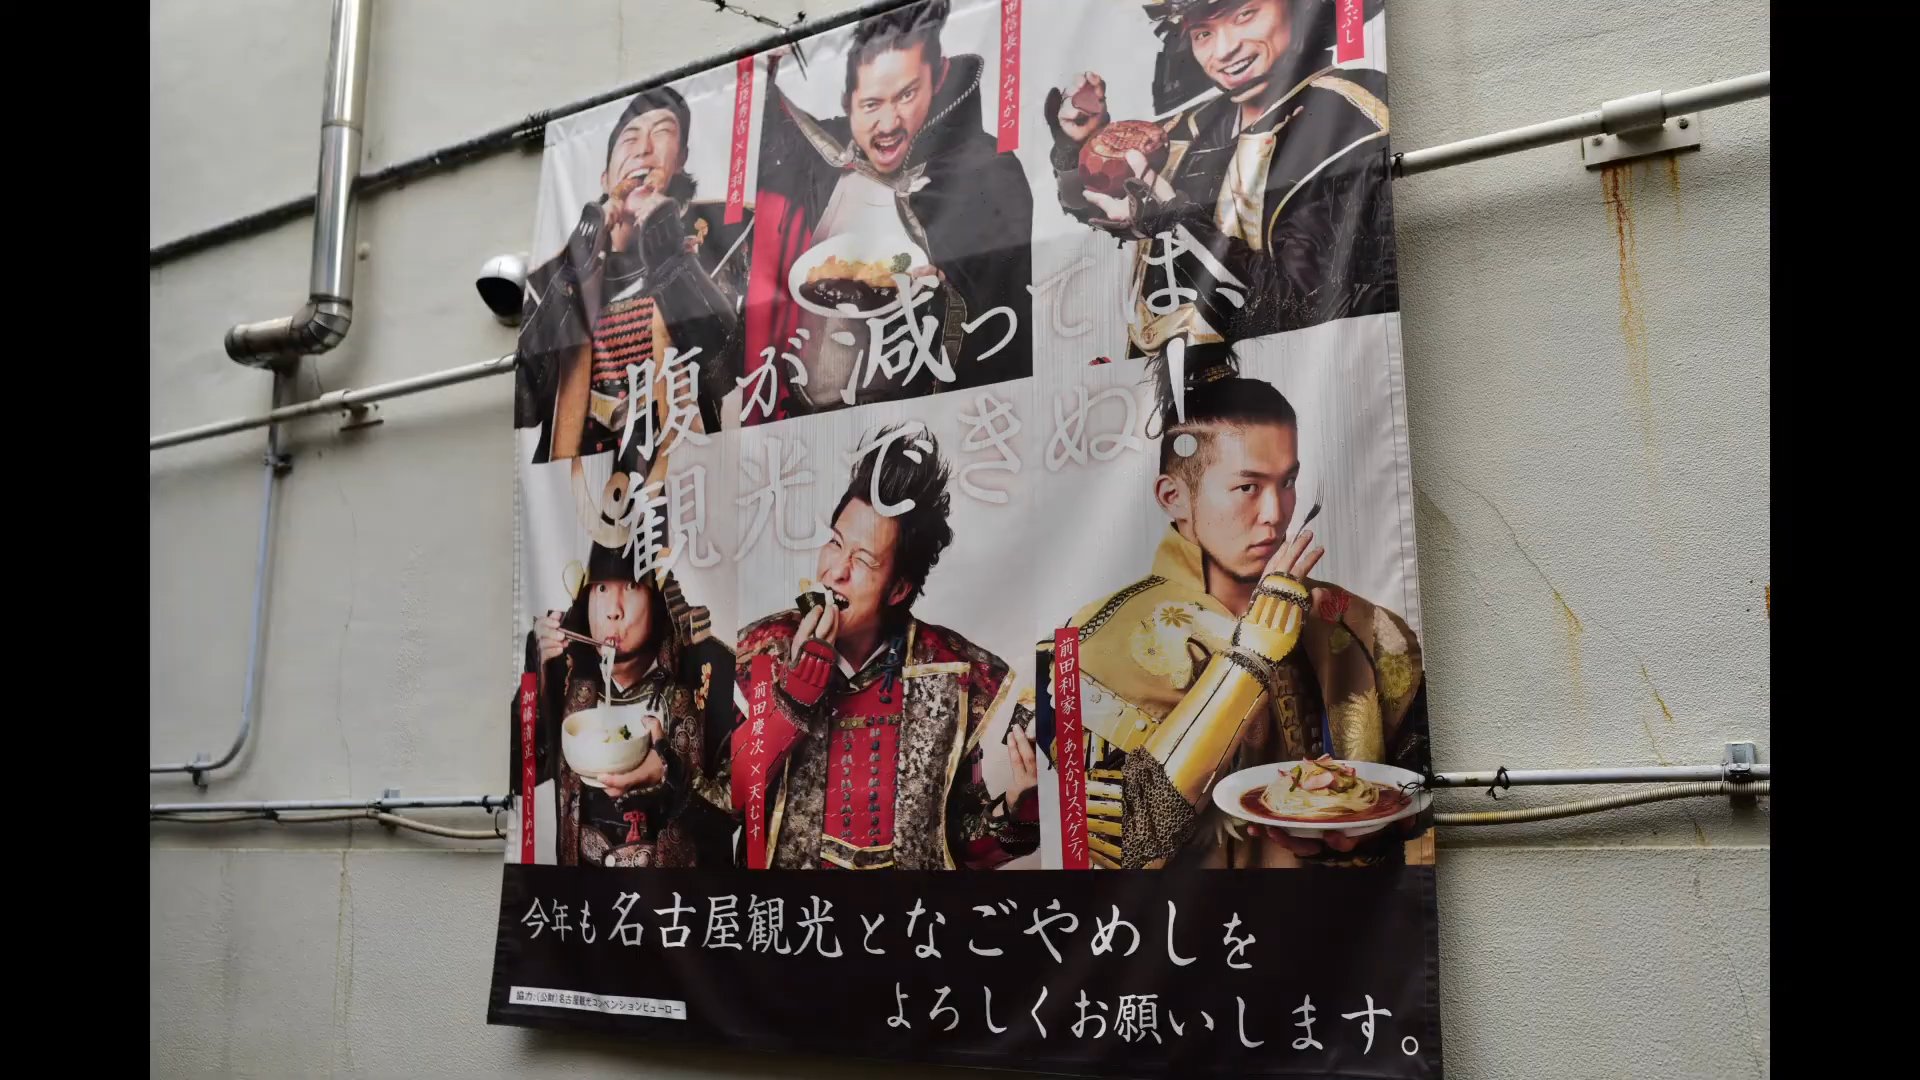 豊臣秀吉×手羽先
田信長×みそかつ
まぶし
腹が減っては、
観光できぬ！
加藤清正×きしめん
前田慶次×天むす
前田利家×あんかけスパゲティ
今年も名古屋観光となごやめしを
よろしくお願いします。
協力:(公財)名古屋観光コンベンションビューロー